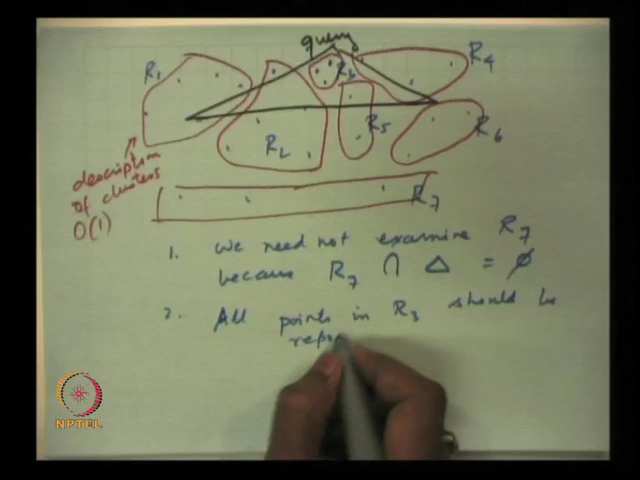 query
R1
R3
R4
R2
R5
R6
description
of clusters
O(1)
R7
1. We need not examine R7
because R7 ∩ △ = ∅
2. All points in R3 should be
repo
NPTEL